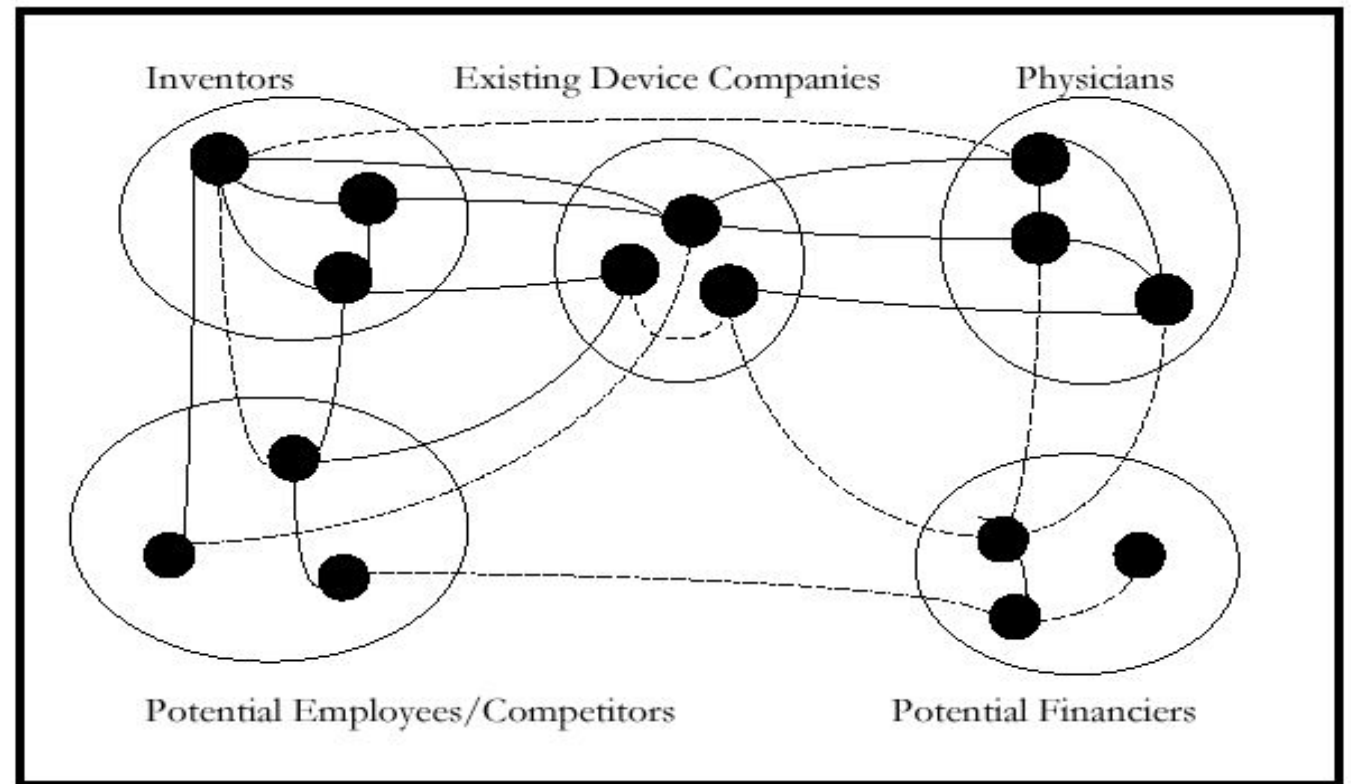 Inventors
Existing Device Companies
Physicians
Potential Employees/Competitors
Potential Financiers